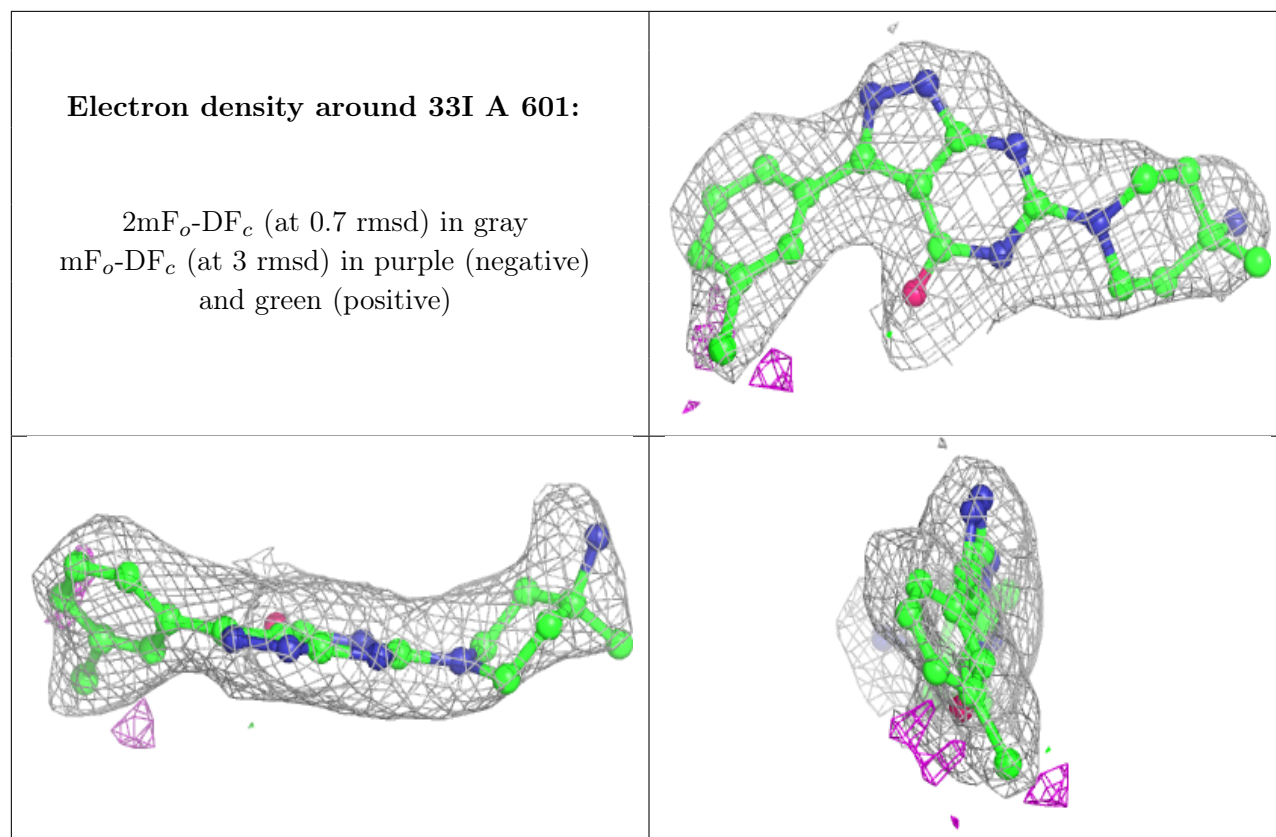 Electron density around 33I A 601:
2mFo-DFc (at 0.7 rmsd) in gray
mFo-DFc (at 3 rmsd) in purple (negative)
and green (positive)